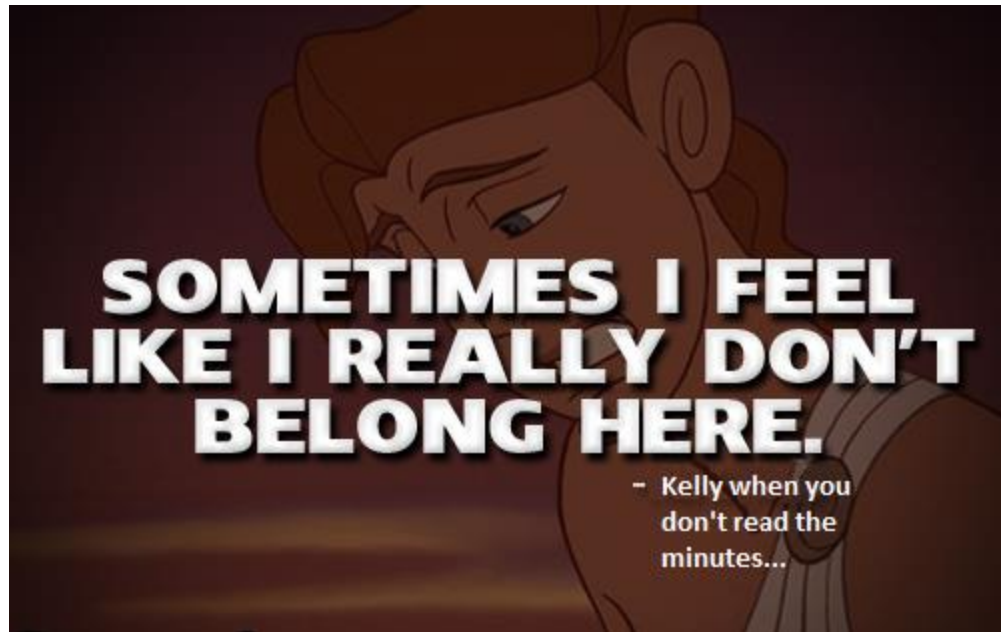 SOMETIMES I FEEL
LIKE I REALLY DON'T
BELONG HERE.
- Kelly when you
don't read the
minutes...